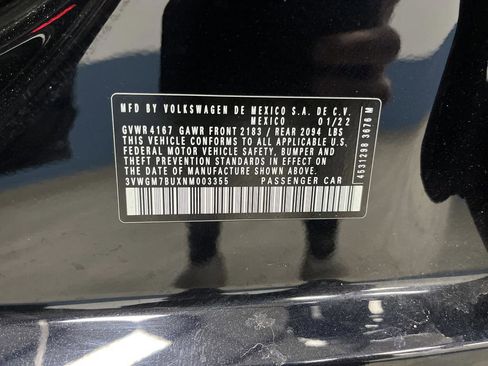 MFD BY VOLKSWAGEN DE MEXICO S.A. DE C.V.
MEXICO 01/22
GVWR 4167 GAWR FRONT 2183 / REAR 2094 LBS
THIS VEHICLE CONFORMS TO ALL APPLICABLE
FEDERAL MOTOR VEHICLE SAFETY, BUMPER AND
THEFT PREVENTION STANDARDS IN EFFECT ON
THE DATE OF MANUFACTURE SHOWN ABOVE.
3VWGM7BUXNM003355 PASSENGER CAR
4531298 3676 M